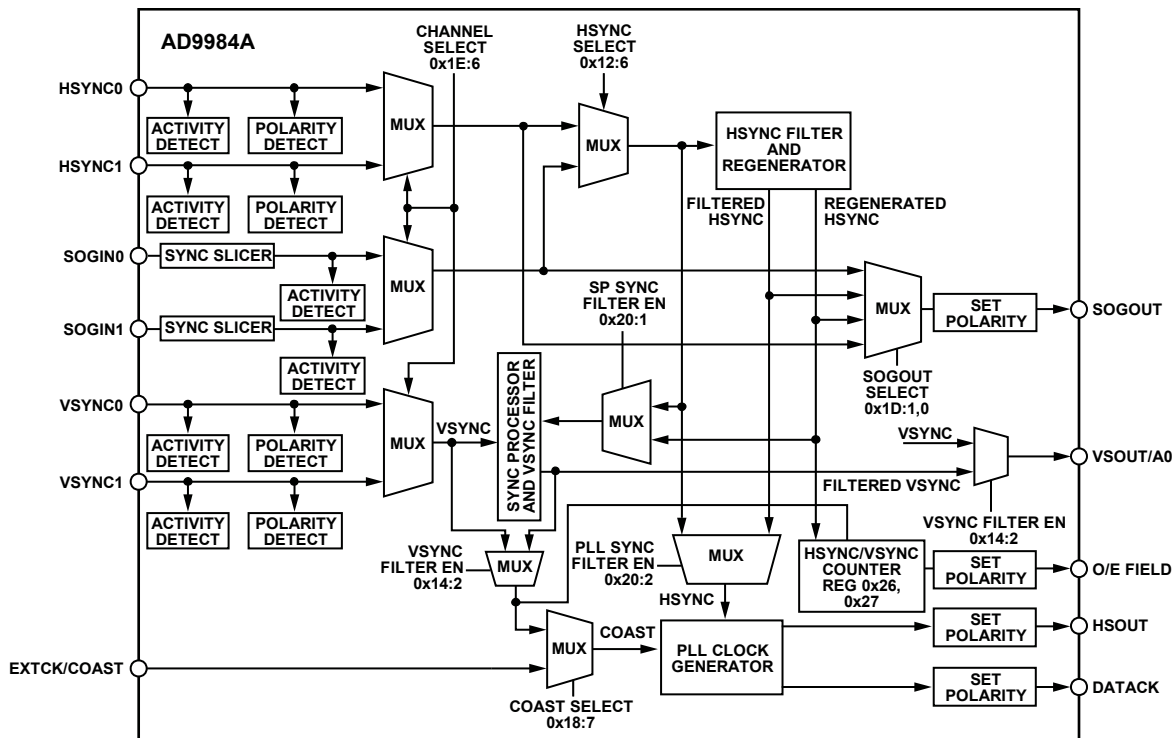 AD9984A
CHANNEL
SELECT
0x1E:6
HSYNC
SELECT
0x12:6
HSYNC0
ACTIVITY
DETECT
POLARITY
DETECT
MUX
MUX
HSYNC FILTER
AND
REGENERATOR
HSYNC1
ACTIVITY
DETECT
POLARITY
DETECT
FILTERED
HSYNC
REGENERATED
HSYNC
SOGIN0
SYNC SLICER
ACTIVITY
DETECT
MUX
SP SYNC
FILTER EN
0x20:1
MUX
SET
POLARITY
SOGOUT
SOGIN1
SYNC SLICER
ACTIVITY
DETECT
SOGOUT
SELECT
0x1D:1,0
VSYNC0
ACTIVITY
DETECT
POLARITY
DETECT
MUX
VSYNC
SYNC PROCESSOR
AND VSYNC FILTER
MUX
VSYNC
VSOUT/A0
FILTERED VSYNC
VSYNC1
ACTIVITY
DETECT
POLARITY
DETECT
VSYNC FILTER EN
0x14:2
VSYNC
FILTER EN
0x14:2
MUX
PLL SYNC
FILTER EN
0x20:2
MUX
HSYNC
HSYNC/VSYNC
COUNTER
REG 0x26,
0x27
SET
POLARITY
O/E FIELD
EXTCK/COAST
MUX
COAST
PLL CLOCK
GENERATOR
SET
POLARITY
HSOUT
SET
POLARITY
DATACK
COAST SELECT
0x18:7